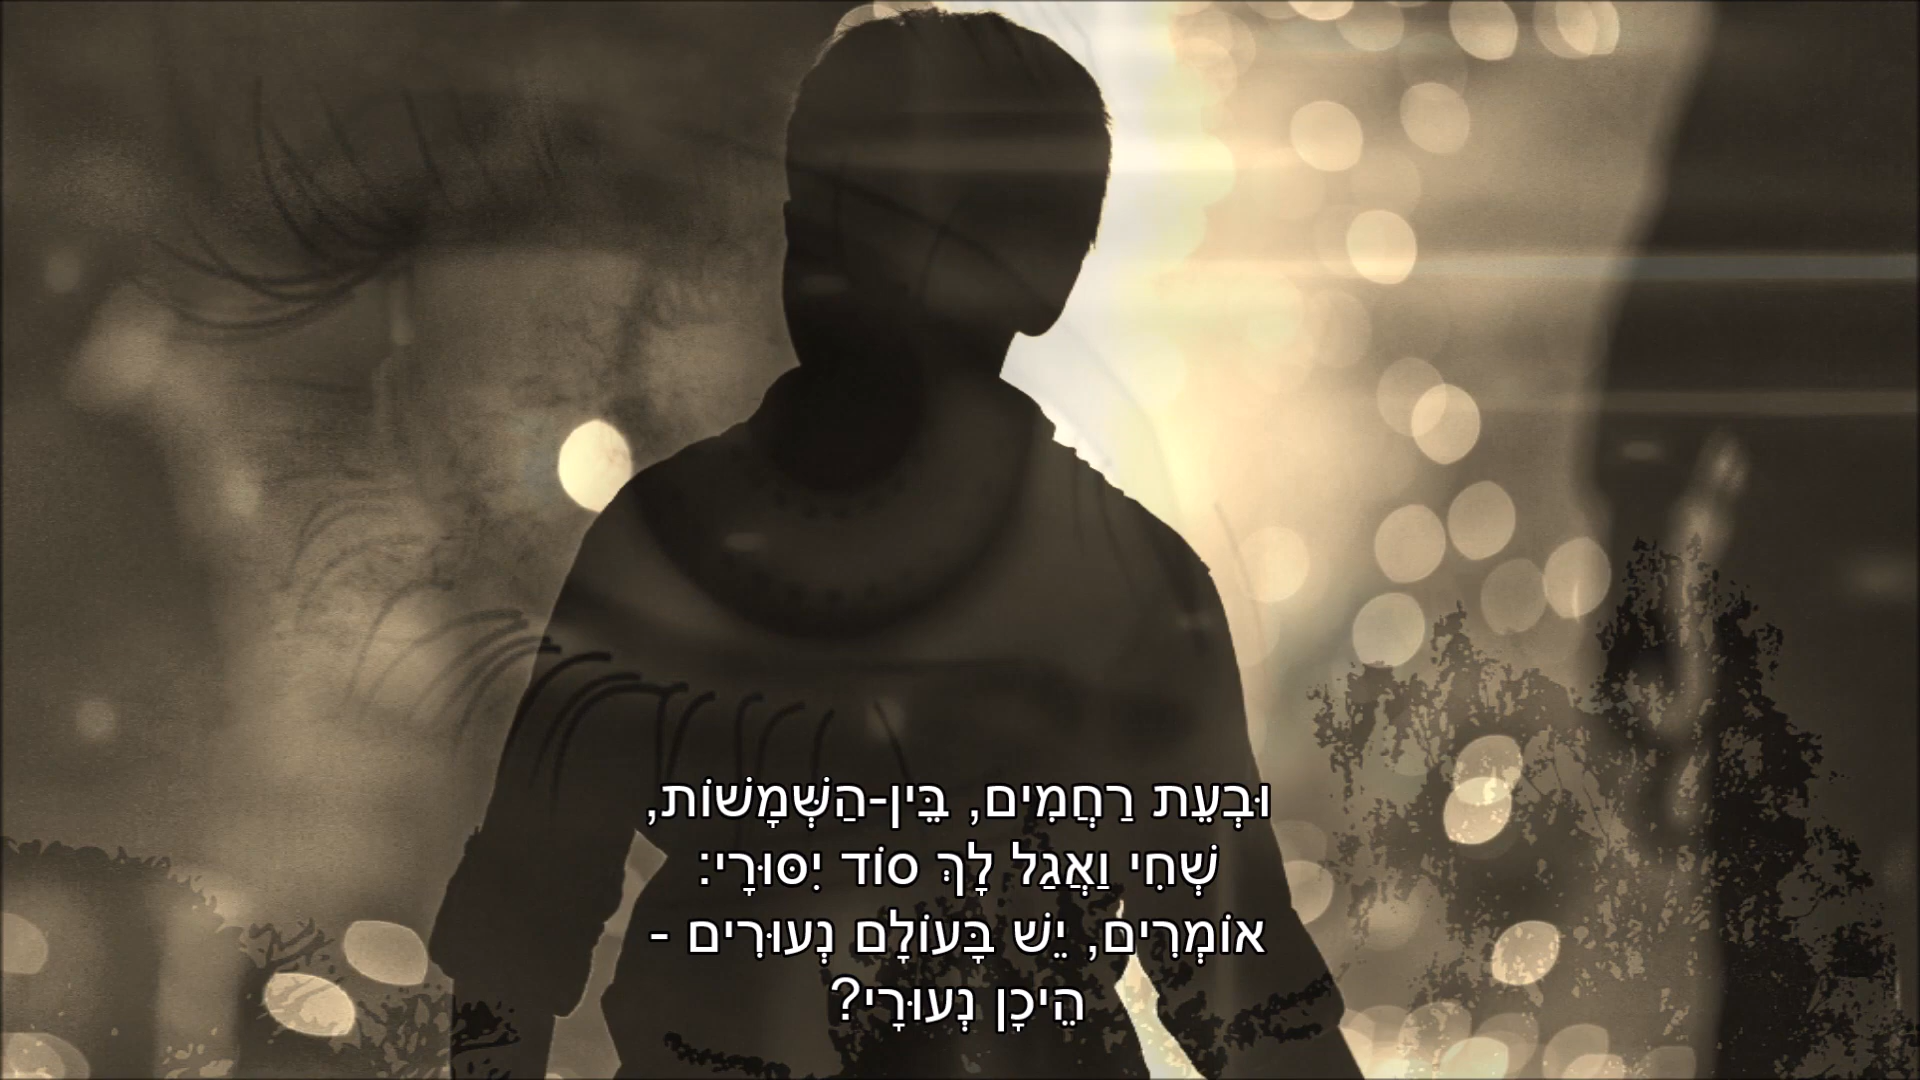 וּבְעֵת רַחֲמִים, בֵּין-הַשְּׁמָשׁוֹת,
שְׁחִי וַאֲגַל לָךְ סוֹד יִסּוּרָי:
אוֹמְרִים, יֵשׁ בָּעוֹלָם נְעוּרִים -
הֵיכָן נְעוּרָי?